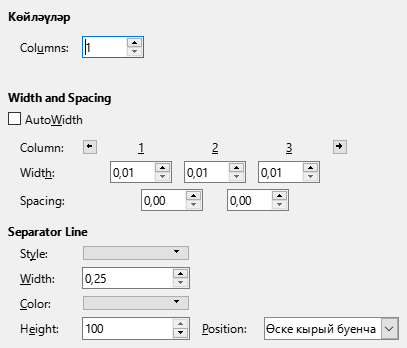 Көйләүләр
Columns: 1
Width and Spacing
AutoWidth
Column: 1 2 3
Width: 0,01 0,01 0,01
Spacing: 0,00 0,00
Separator Line
Style:
Width: 0,25
Color:
Height: 100 Position: Өске кырый буенча